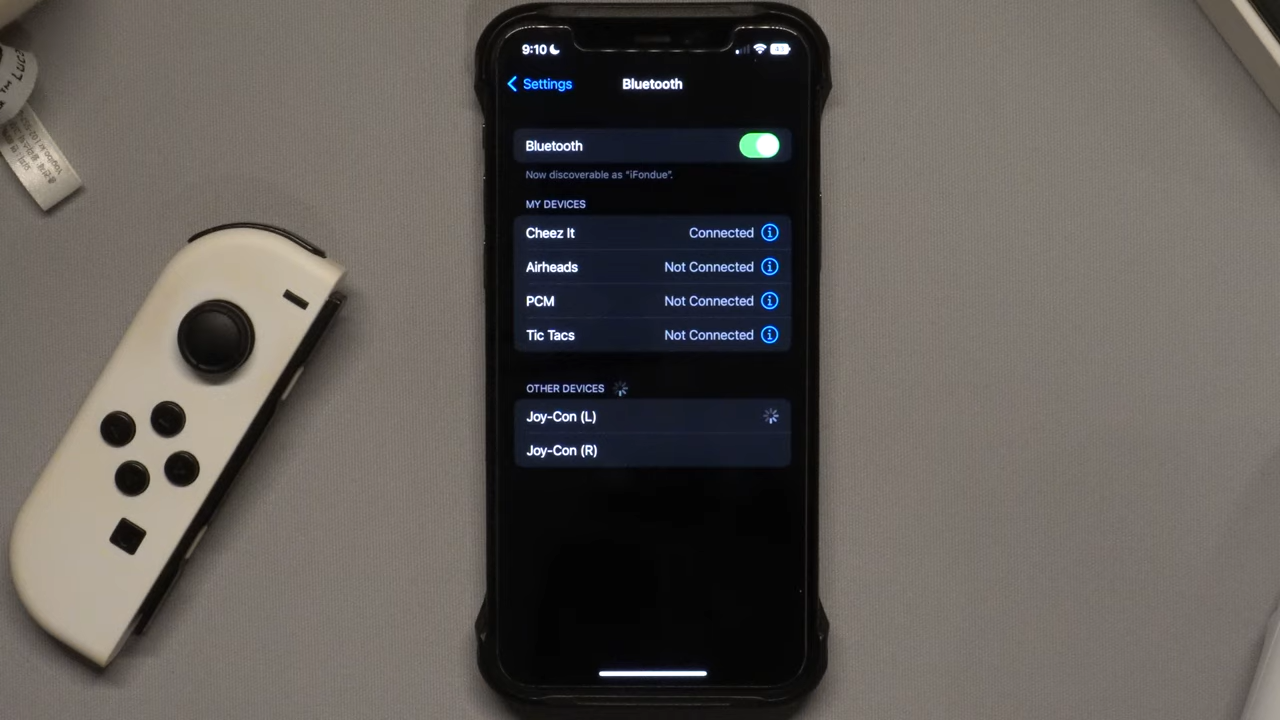 9:10
Settings
Bluetooth
Bluetooth
Now discoverable as "iFondue".
MY DEVICES
Cheez It Connected
Airheads Not Connected
PCM Not Connected
Tic Tacs Not Connected
OTHER DEVICES
Joy-Con (L)
Joy-Con (R)